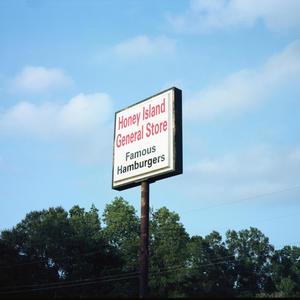 Honey Island
General Store
Famous
Hamburgers